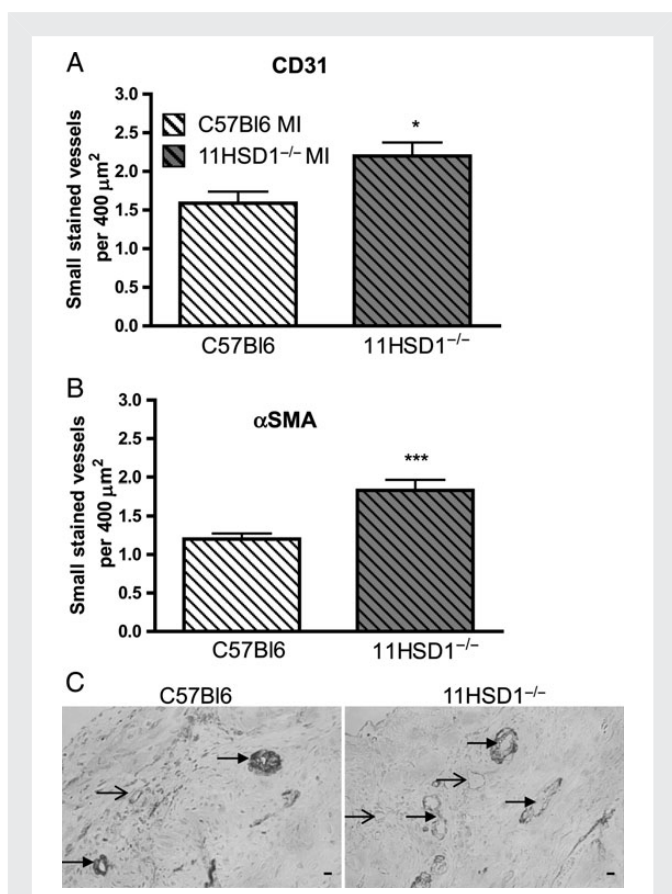 A
CD31
Small stained vessels
per 400 μm²
3.0
2.5
2.0
1.5
1.0
0.5
0.0
C57Bl6 MI
11HSD1⁻/⁻ MI
*
C57Bl6
11HSD1⁻/⁻
B
αSMA
Small stained vessels
per 400 μm²
3.0
2.5
2.0
1.5
1.0
0.5
0.0
***
C57Bl6
11HSD1⁻/⁻
C
C57Bl6
11HSD1⁻/⁻